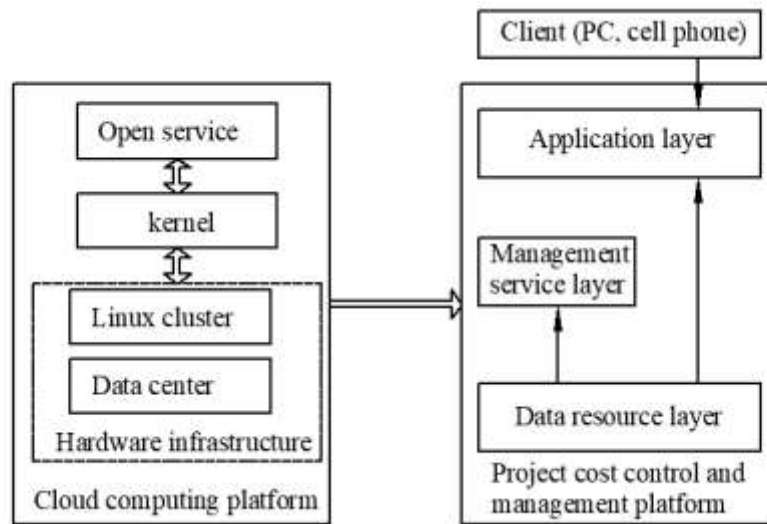 Client (PC, cell phone)
Open service
kernel
Linux cluster
Data center
Hardware infrastructure
Cloud computing platform
Application layer
Management
service layer
Data resource layer
Project cost control and
management platform